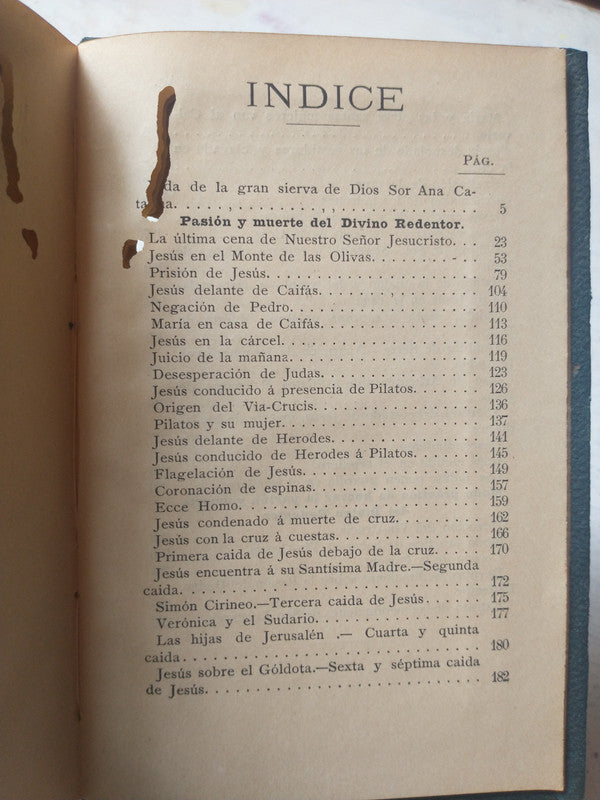 INDICE
PÁG.
da de la gran sierva de Dios Sor Ana Ca-
5
Pasión y muerte del Divino Redentor.
La última cena de Nuestro Señor Jesucristo. . . 23
Jesús en el Monte de las Olivas. . . . . . . . . . 53
Prisión de Jesús. . . . . . . . . . . . . . . . . . 79
Jesús delante de Caifás. . . . . . . . . . . . . . 104
Negación de Pedro. . . . . . . . . . . . . . . . . 110
María en casa de Caifás. . . . . . . . . . . . . . 113
Jesús en la cárcel. . . . . . . . . . . . . . . . . 116
Juicio de la mañana. . . . . . . . . . . . . . . . 119
Desesperación de Judas. . . . . . . . . . . . . . 123
Jesús conducido á presencia de Pilatos. . . . . . 126
Origen del Via-Crucis. . . . . . . . . . . . . . . 136
Pilatos y su mujer. . . . . . . . . . . . . . . . . 137
Jesús delante de Herodes. . . . . . . . . . . . . 141
Jesús conducido de Herodes á Pilatos. . . . . . . 145
Flagelación de Jesús. . . . . . . . . . . . . . . . 149
Coronación de espinas. . . . . . . . . . . . . . . 157
Ecce Homo. . . . . . . . . . . . . . . . . . . . . 159
Jesús condenado á muerte de cruz. . . . . . . . . 162
Jesús con la cruz à cuestas. . . . . . . . . . . . 166
Primera caida de Jesús debajo de la cruz. . . . . 170
Jesús encuentra á su Santísima Madre.—Segunda
caida. . . . . . . . . . . . . . . . . . . . . . . 172
Simón Cirineo.—Tercera caida de Jesús . . . . . . 175
Verónica y el Sudario. . . . . . . . . . . . . . . 177
Las hijas de Jerusalén .— Cuarta y quinta
caida. . . . . . . . . . . . . . . . . . . . . . . 180
Jesús sobre el Góldota.—Sexta y séptima caida
de Jesús. . . . . . . . . . . . . . . . . . . . . 182